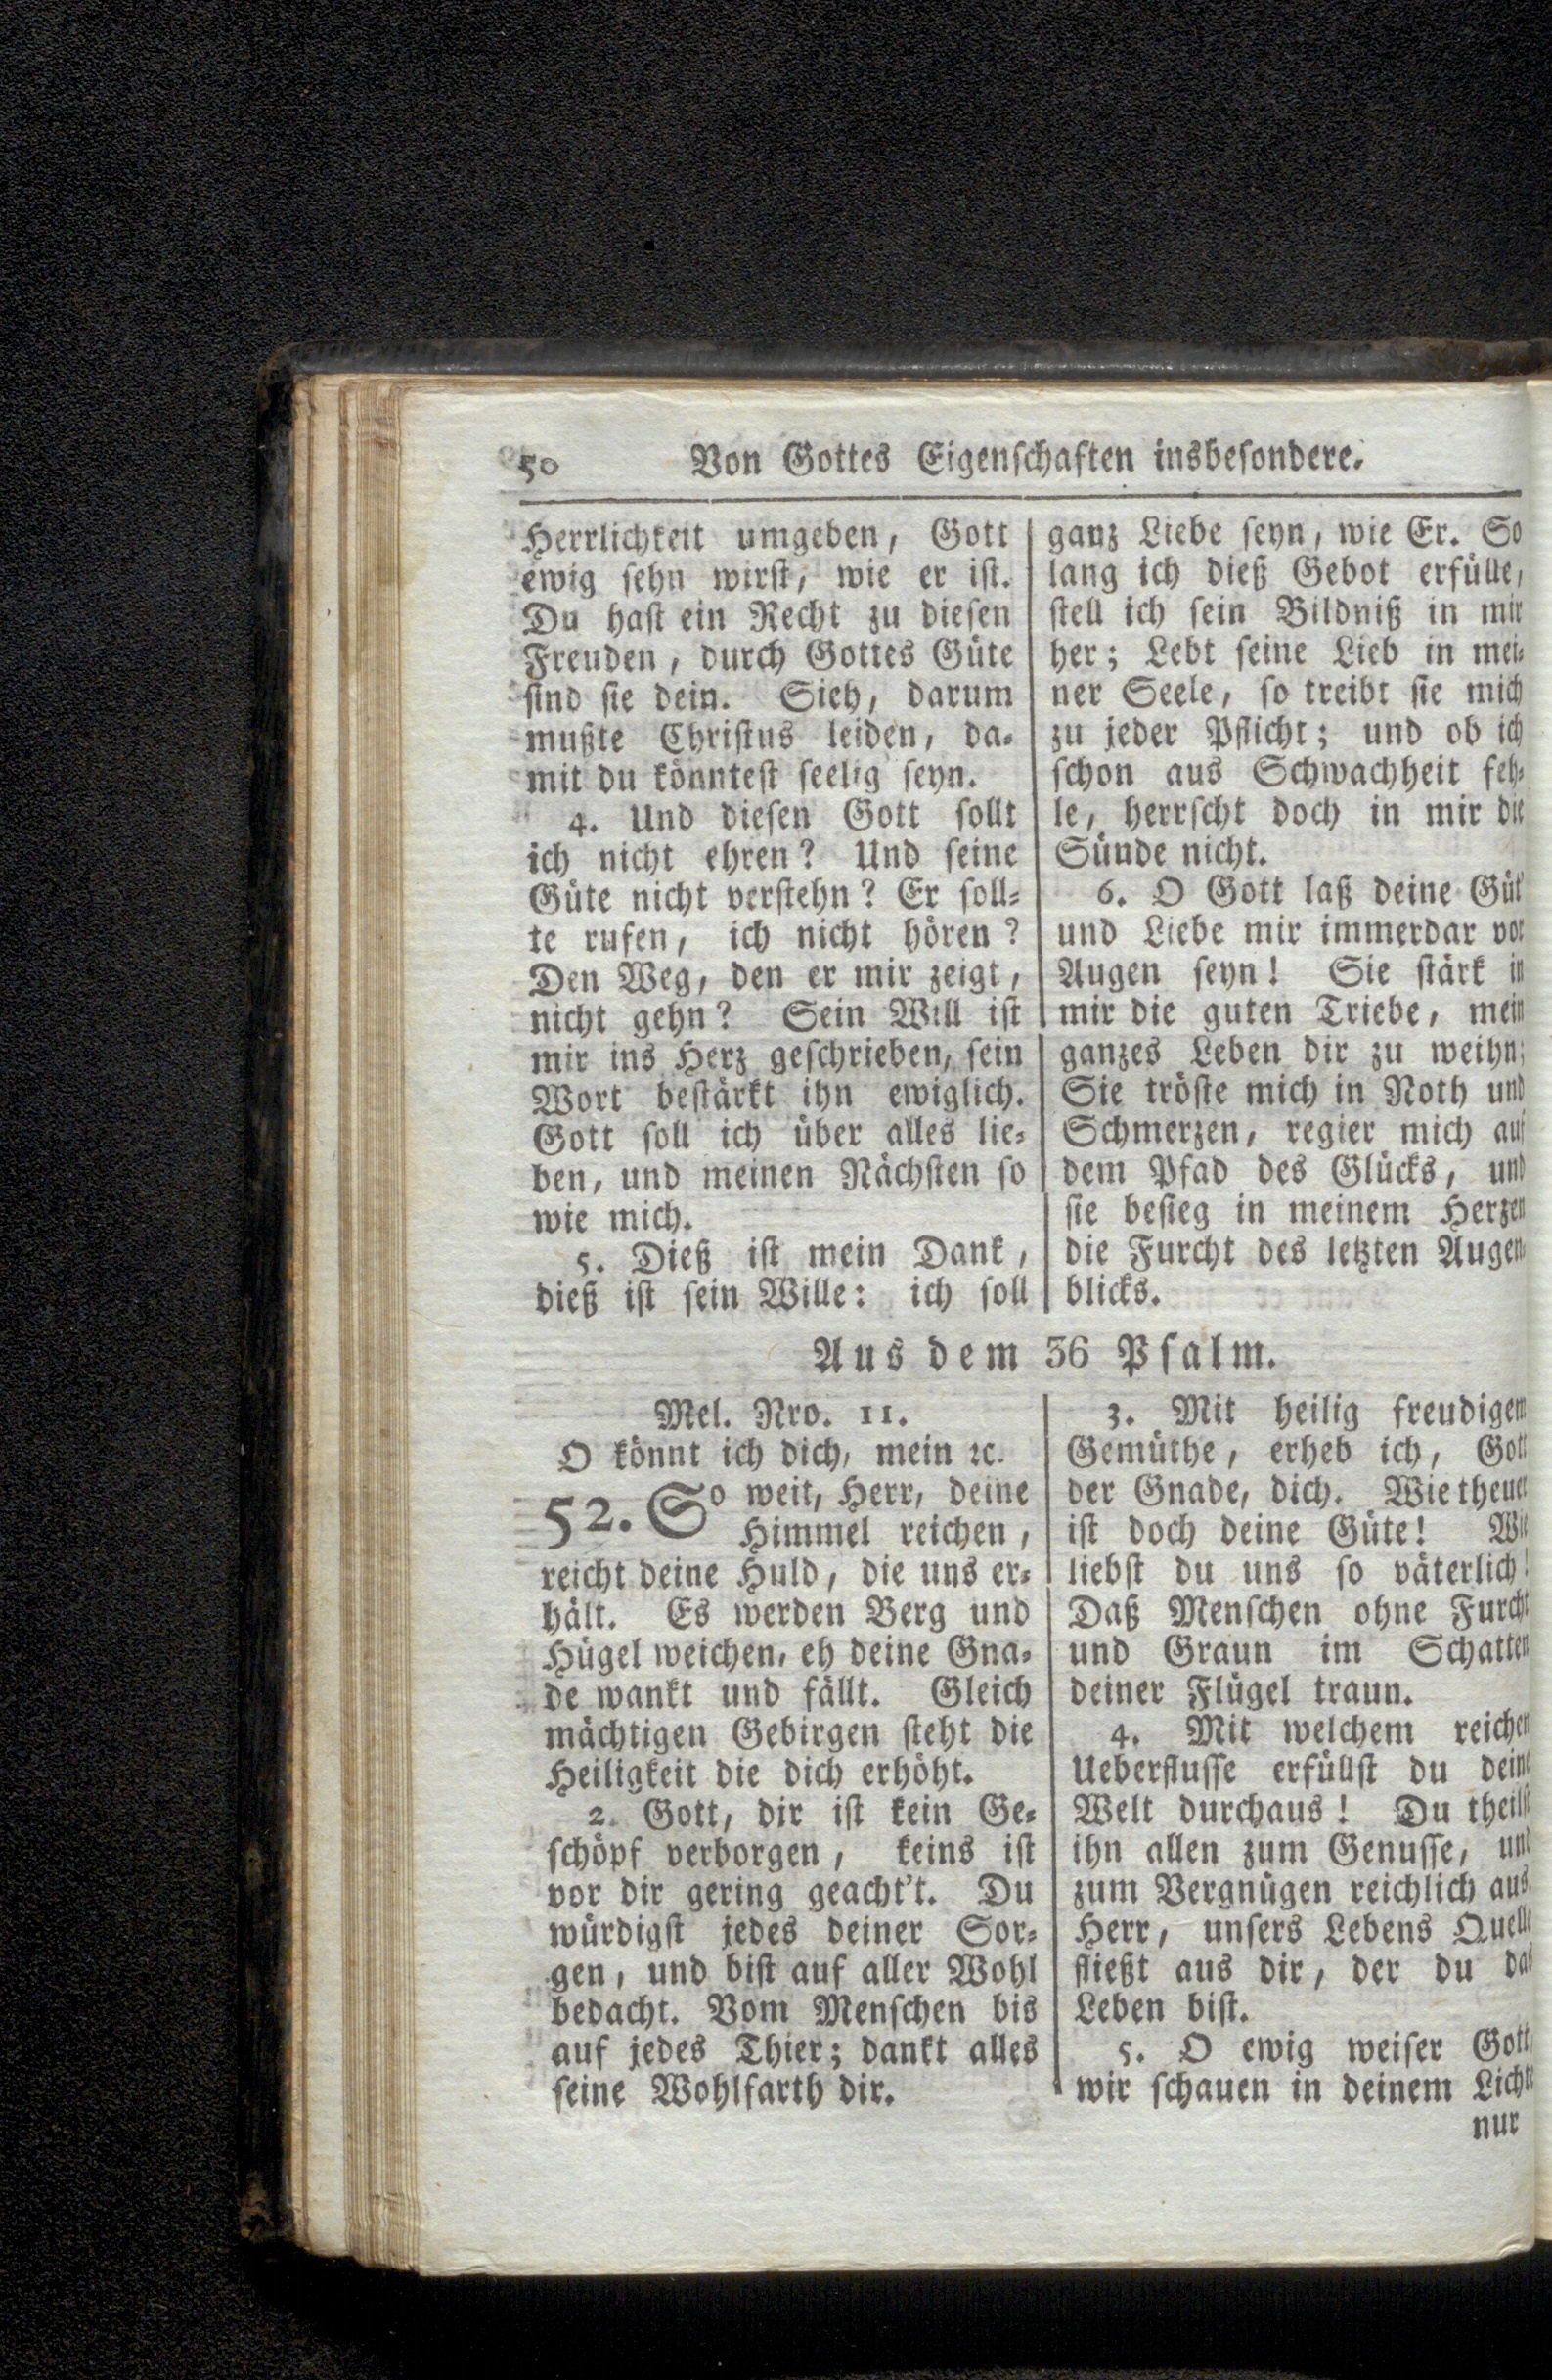 50 Von Gottes Eigenſchaften insbeſondere.
Herrlichkeit umgeben, Gott
ewig ſehn wirſt, wie er iſt.
Du haſt ein Recht zu dieſen
Freuden, durch Gottes Güte
ſind ſie dein. Sieh, darum
mußte Chriſtus leiden, da⸗
mit du könnteſt ſeelig ſeyn.
4. Und dieſen Gott ſollt
ich nicht ehren? Und ſeine
Güte nicht verſtehn? Er ſoll⸗
te rufen, ich nicht hören?
Den Weg, den er mir zeigt,
nicht gehn? Sein Will iſt
mir ins Herz geſchrieben, ſein
Wort beſtärkt ihn ewiglich.
Gott ſoll ich über alles lie⸗
ben, und meinen Nächſten ſo
wie mich.
5. Dieß iſt mein Dank,
dieß iſt ſein Wille: ich ſoll
ganz Liebe ſeyn, wie Er. So
lang ich dieß Gebot erfülle,
ſtell ich ſein Bildniß in mir
her; Lebt ſeine Lieb in mei⸗
ner Seele, ſo treibt ſie mich
zu jeder Pflicht; und ob ich
ſchon aus Schwachheit feh⸗
le, herrſcht doch in mir die
Sünde nicht.
6. O Gott laß deine Güt'
und Liebe mir immerdar vor
Augen ſeyn! Sie ſtärk in
mir die guten Triebe, mein
ganzes Leben dir zu weihn;
Sie tröſte mich in Noth und
Schmerzen, regier mich auf
dem Pfad des Glücks, und
ſie beſieg in meinem Herzen
die Furcht des letzten Augen⸗
blicks.
Aus dem 36 Pſalm.
Mel. Nro. 11.
O könnt ich dich, mein ꝛc.
52. So weit, Herr, deine
Himmel reichen,
reicht deine Huld, die uns er⸗
hält. Es werden Berg und
Hügel weichen, eh deine Gna⸗
de wankt und fällt. Gleich
mächtigen Gebirgen ſteht die
Heiligkeit die dich erhöht.
2. Gott, dir iſt kein Ge⸗
ſchöpf verborgen, keins iſt
vor dir gering geacht't. Du
würdigſt jedes deiner Sor⸗
gen, und biſt auf aller Wohl
bedacht. Vom Menſchen bis
auf jedes Thier; dankt alles
ſeine Wohlfarth dir.
3. Mit heilig freudigem
Gemüthe, erheb ich, Gott
der Gnade, dich. Wie theuer
iſt doch deine Güte! Wie
liebſt du uns ſo väterlich!
Daß Menſchen ohne Furcht
und Graun im Schatten
deiner Flügel traun.
4. Mit welchem reichen
Ueberfluſſe erfüllſt du deine
Welt durchaus! Du theilſt
ihn allen zum Genuſſe, und
zum Vergnügen reichlich aus.
Herr, unſers Lebens Quelle
fließt aus dir, der du das
Leben biſt.
5. O ewig weiſer Gott
wir ſchauen in deinem Lichte
nur